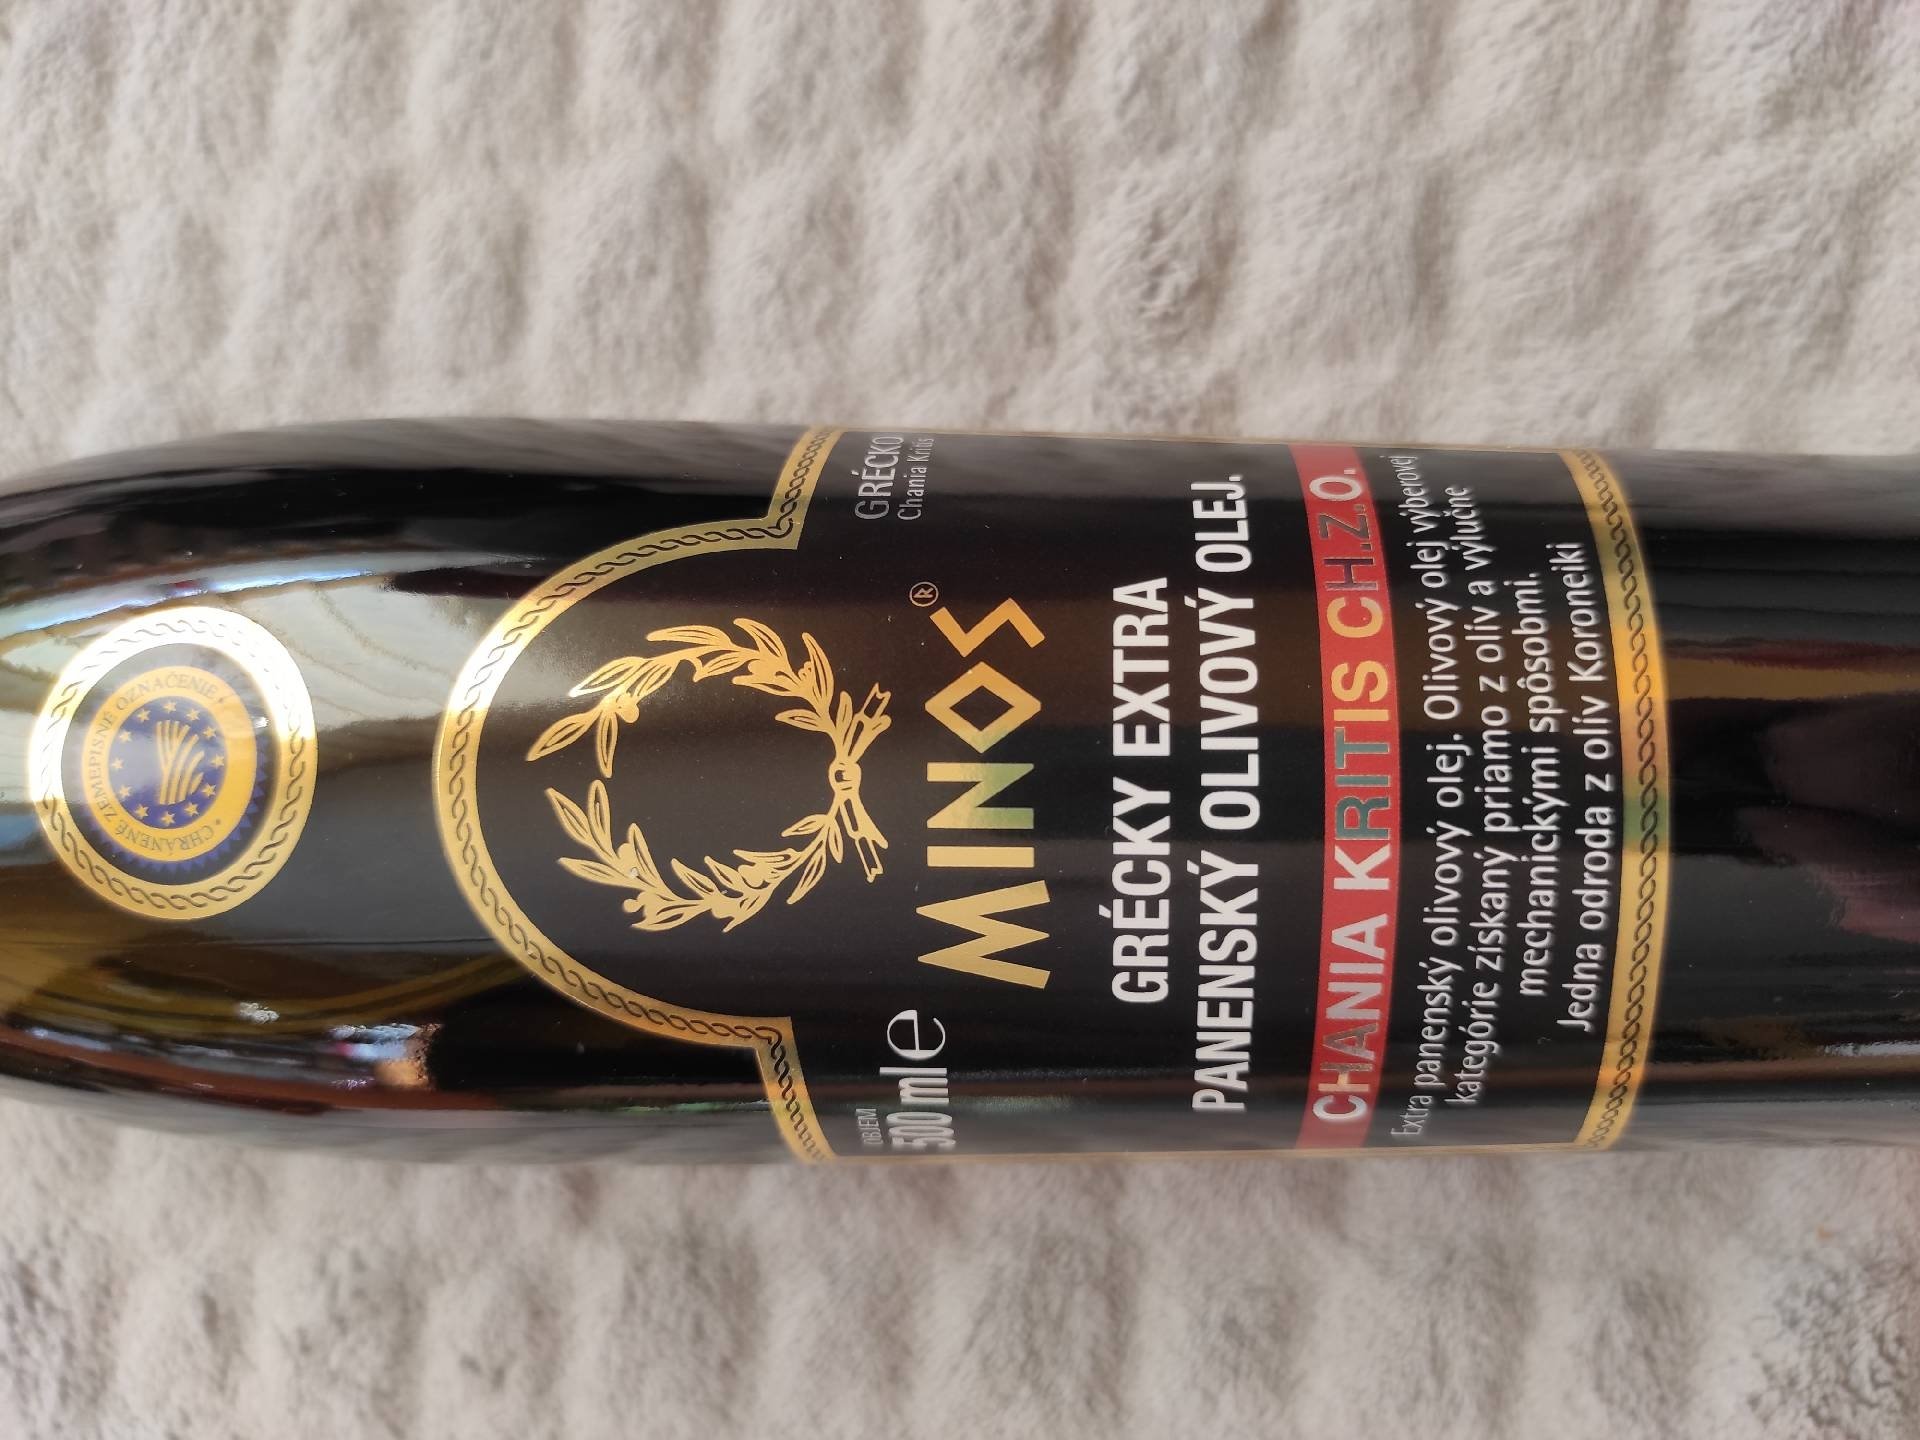 • CHRÁNENÉ ZEMEPISNÉ OZNAČENIE
OBJEM
500 ml e
GRÉCKO
Chania Kritis
MINOS®
GRÉCKY EXTRA
PANENSKÝ OLIVOVÝ OLEJ.
CHANIA KRITIS CH.Z.O.
Extra panenský olivový olej. Olivový olej výberovej
kategórie získaný priamo z olív a výlučne
mechanickými spôsobmi.
Jedna odroda z olív Koroneiki